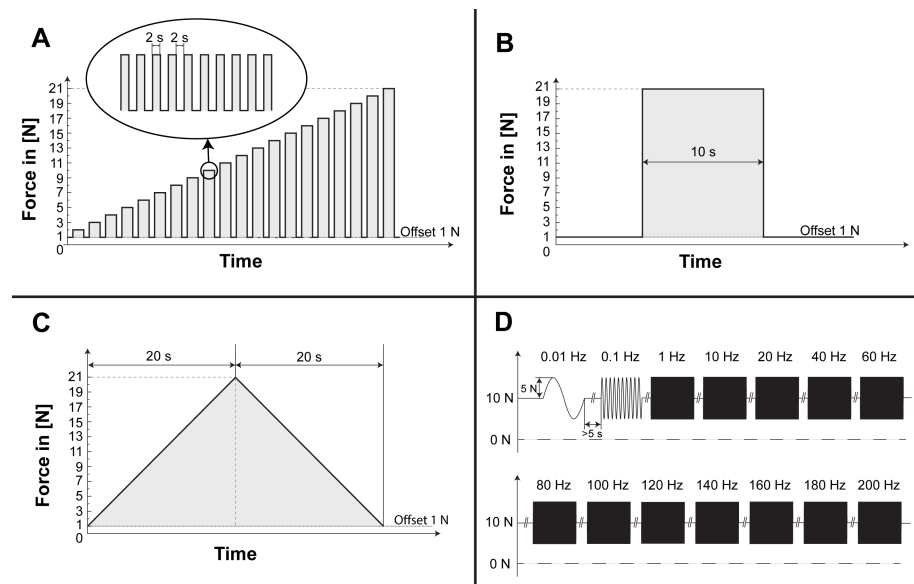 A
2 s 2 s
21
19
17
15
13
11
9
7
5
3
1
0
Force in [N]
Offset 1 N
Time
B
21
19
17
15
13
11
9
7
5
3
1
0
Force in [N]
10 s
Offset 1 N
Time
C
20 s 20 s
21
19
17
15
13
11
9
7
5
3
1
0
Force in [N]
Offset 1 N
Time
D
0.01 Hz 0.1 Hz 1 Hz 10 Hz 20 Hz 40 Hz 60 Hz
5 N
10 N
>5 s
0 N
80 Hz 100 Hz 120 Hz 140 Hz 160 Hz 180 Hz 200 Hz
10 N
0 N